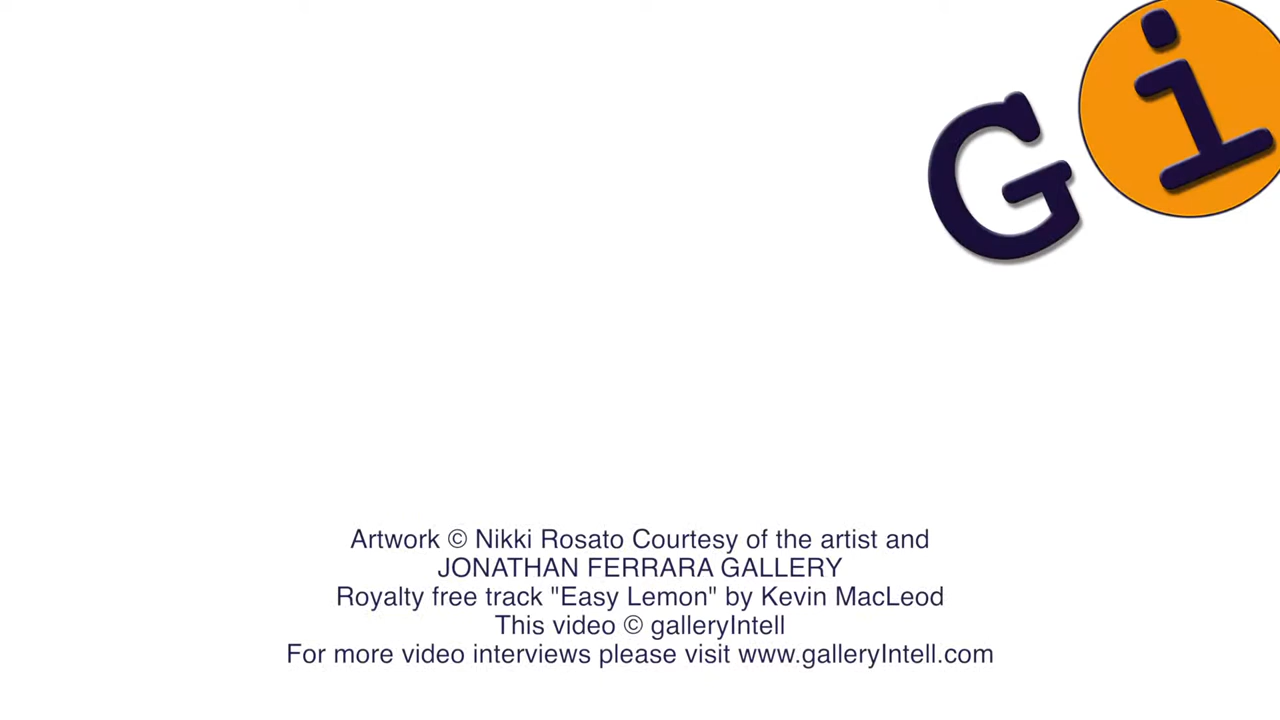 Gi
Artwork © Nikki Rosato Courtesy of the artist and
JONATHAN FERRARA GALLERY
Royalty free track "Easy Lemon" by Kevin MacLeod
This video © galleryIntell
For more video interviews please visit www.galleryIntell.com